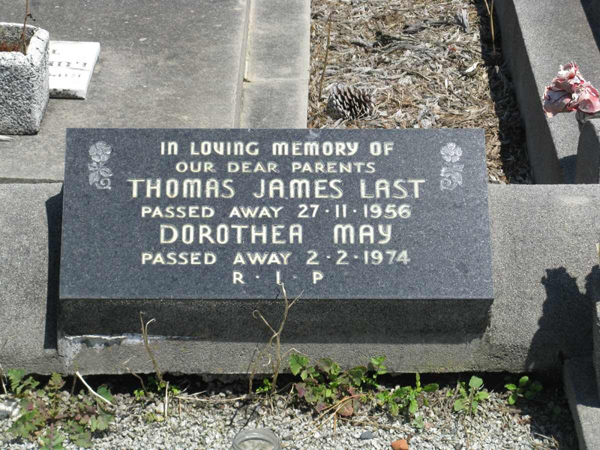 IN LOVING MEMORY OF
OUR DEAR PARENTS
THOMAS JAMES LAST
PASSED AWAY 27·11·1956
DOROTHEA MAY
PASSED AWAY 2·2·1974
R·I·P